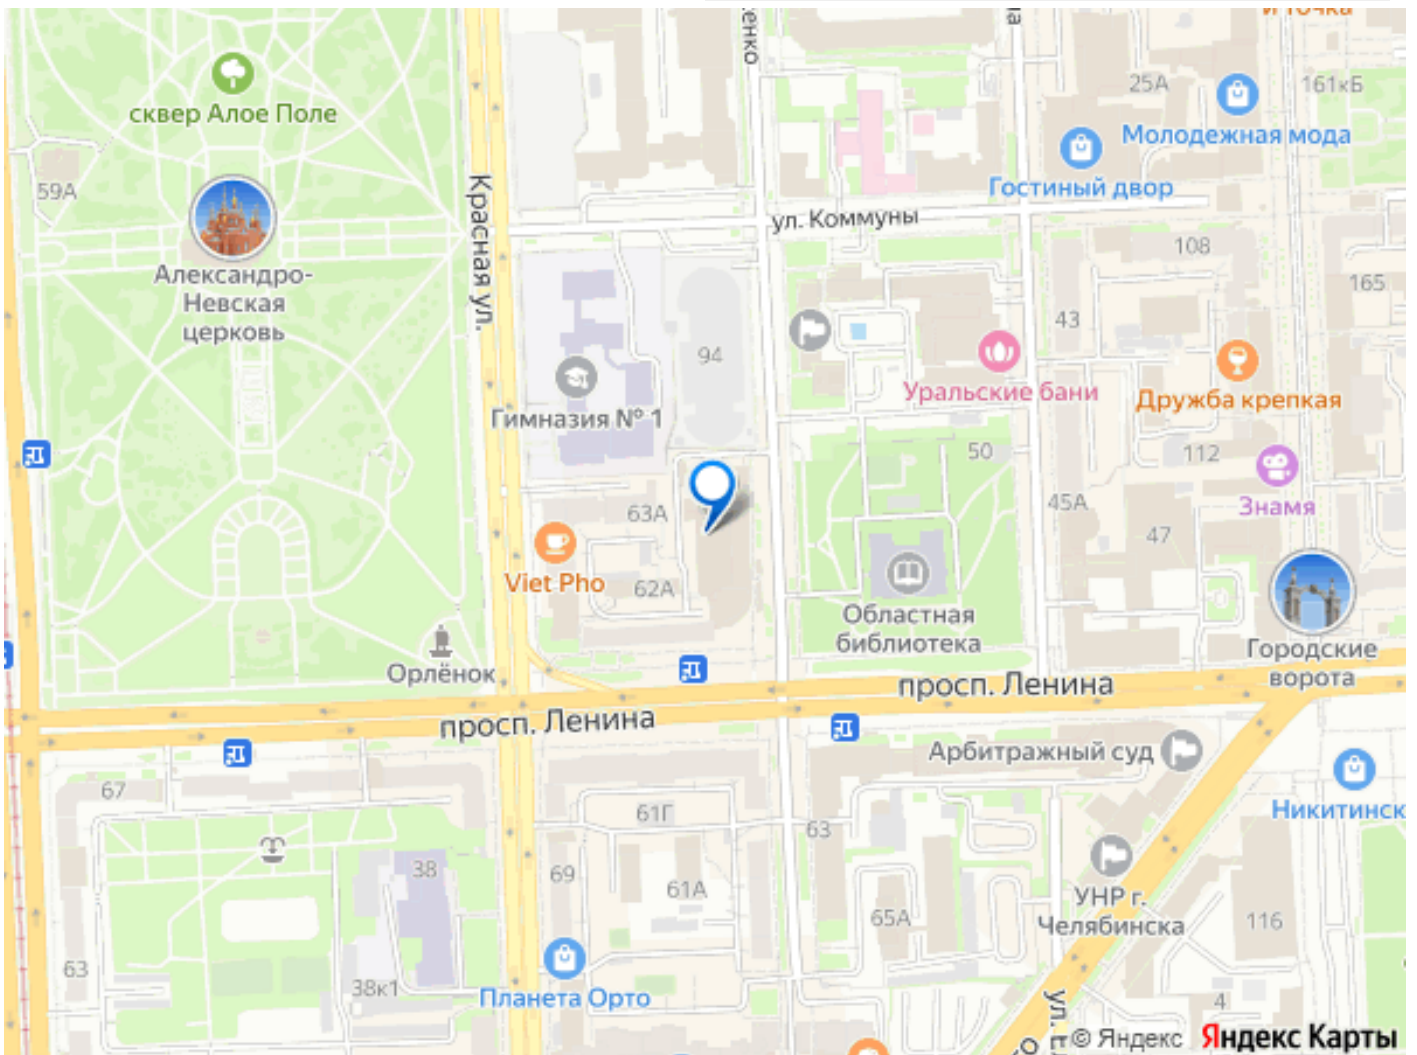 и точка
25А
161кБ
сквер Алое Поле
Молодежная мода
59А
Гостиный двор
Красная ул.
ул. Коммуны
108
Александро-
Невская
церковь
165
43
94
Уральские бани
Дружба крепкая
Гимназия № 1
50
112
45А
Знамя
63А
47
Viet Pho
62А
Областная
библиотека
Городские
ворота
Орлёнок
просп. Ленина
просп. Ленина
Арбитражный суд
67
61Г
63
Никитинск
38
69
61А
УНР г.
Челябинска
65А
116
63
38к1
Планета Орто
4
ул.
© Яндекс Яндекс Карты